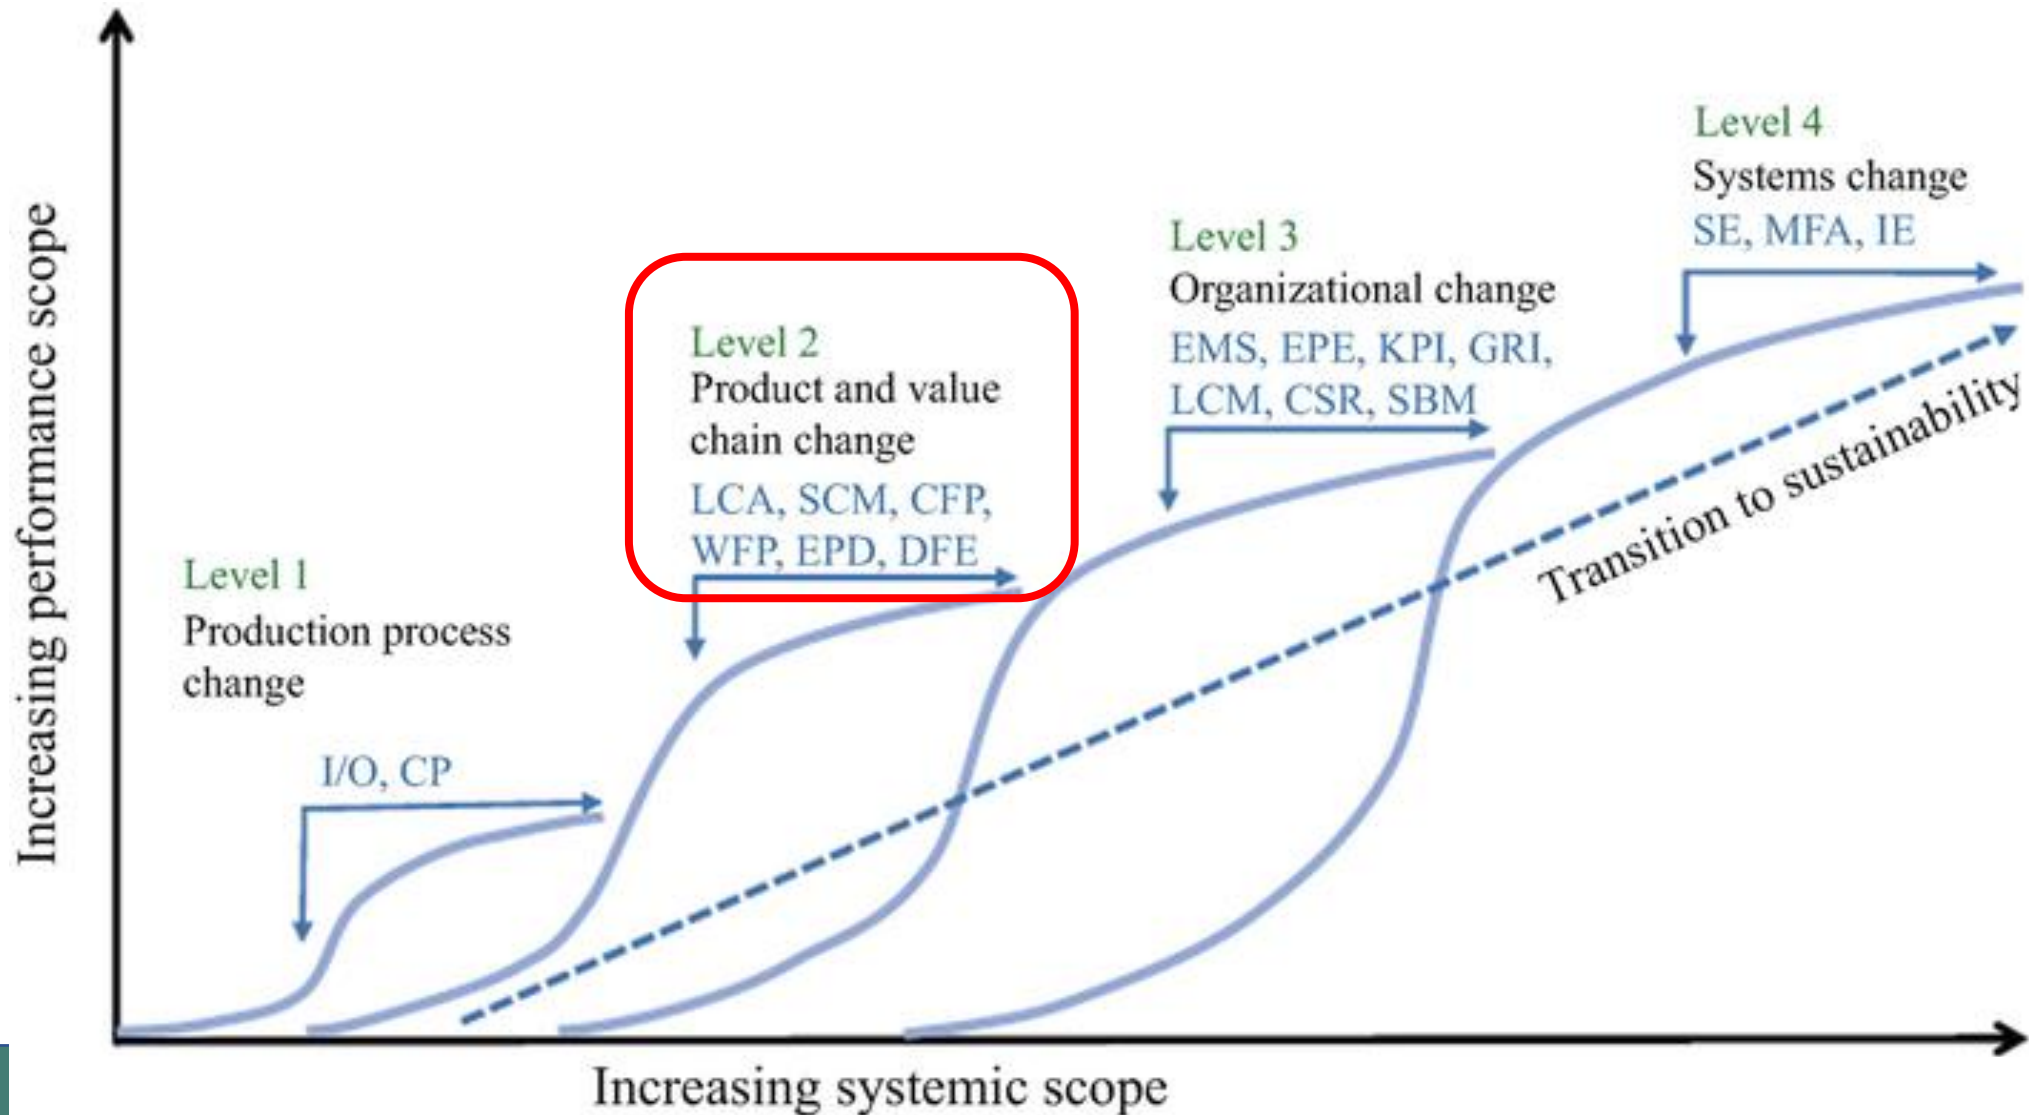 Increasing performance scope
Level 1
Production process
change
I/O, CP
Level 2
Product and value
chain change
LCA, SCM, CFP,
WFP, EPD, DFE
Level 3
Organizational change
EMS, EPE, KPI, GRI,
LCM, CSR, SBM
Level 4
Systems change
SE, MFA, IE
Transition to sustainability
Increasing systemic scope